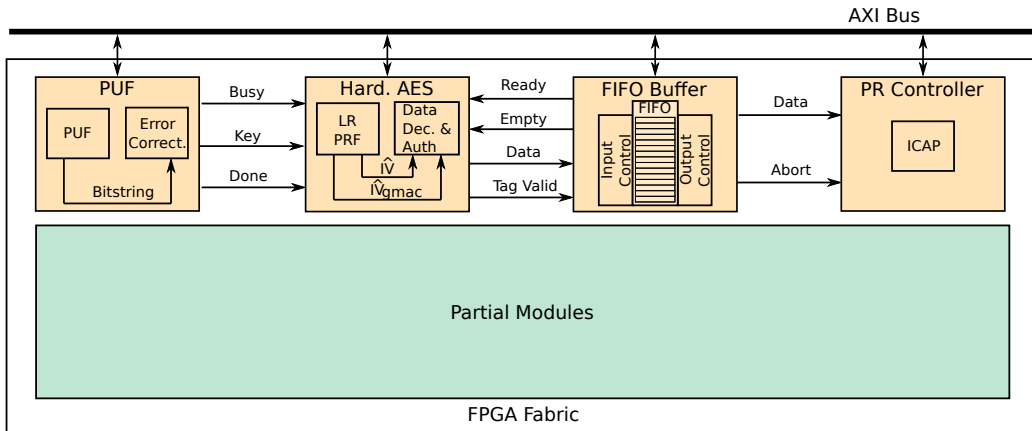 AXI Bus
PUF
PUF
Error
Correct.
Bitstring
Busy
Key
Done
Hard. AES
LR
PRF
Data
Dec. &
Auth
IV̂
IV̂gmac
Ready
Empty
Data
Tag Valid
FIFO Buffer
FIFO
Input
Control
Output
Control
Data
Abort
PR Controller
ICAP
Partial Modules
FPGA Fabric